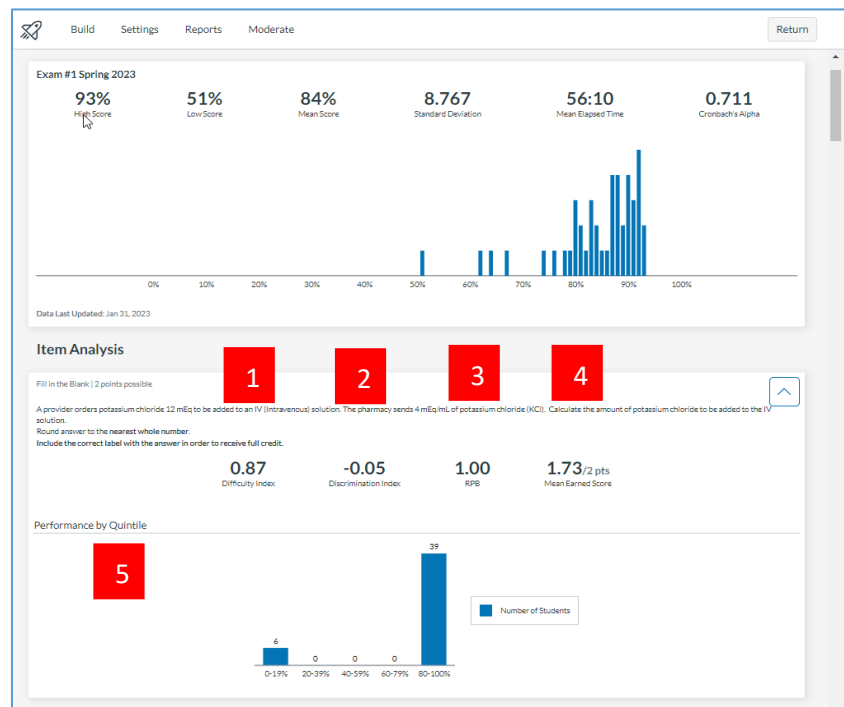 Build Settings Reports Moderate Return
Exam #1 Spring 2023
93% 51% 84% 8.767 56:10 0.711
High Score Low Score Mean Score Standard Deviation Mean Elapsed Time Cronbach's Alpha
0% 10% 20% 30% 40% 50% 60% 70% 80% 90% 100%
Data Last Updated: Jan 31, 2023
Item Analysis
1 2 3 4
Fill in the Blank | 2 points possible
A provider orders potassium chloride 12 mEq to be added to an IV (Intravenous) solution. The pharmacy sends 4 mEq/mL of potassium chloride (KCl). Calculate the amount of potassium chloride to be added to the IV
solution.
Round answer to the nearest whole number.
Include the correct label with the answer in order to receive full credit.
0.87 -0.05 1.00 1.73/2 pts
Difficulty Index Discrimination Index RPB Mean Earned Score
Performance by Quintile
5
39
6 0 0 0
Number of Students
0-19% 20-39% 40-59% 60-79% 80-100%